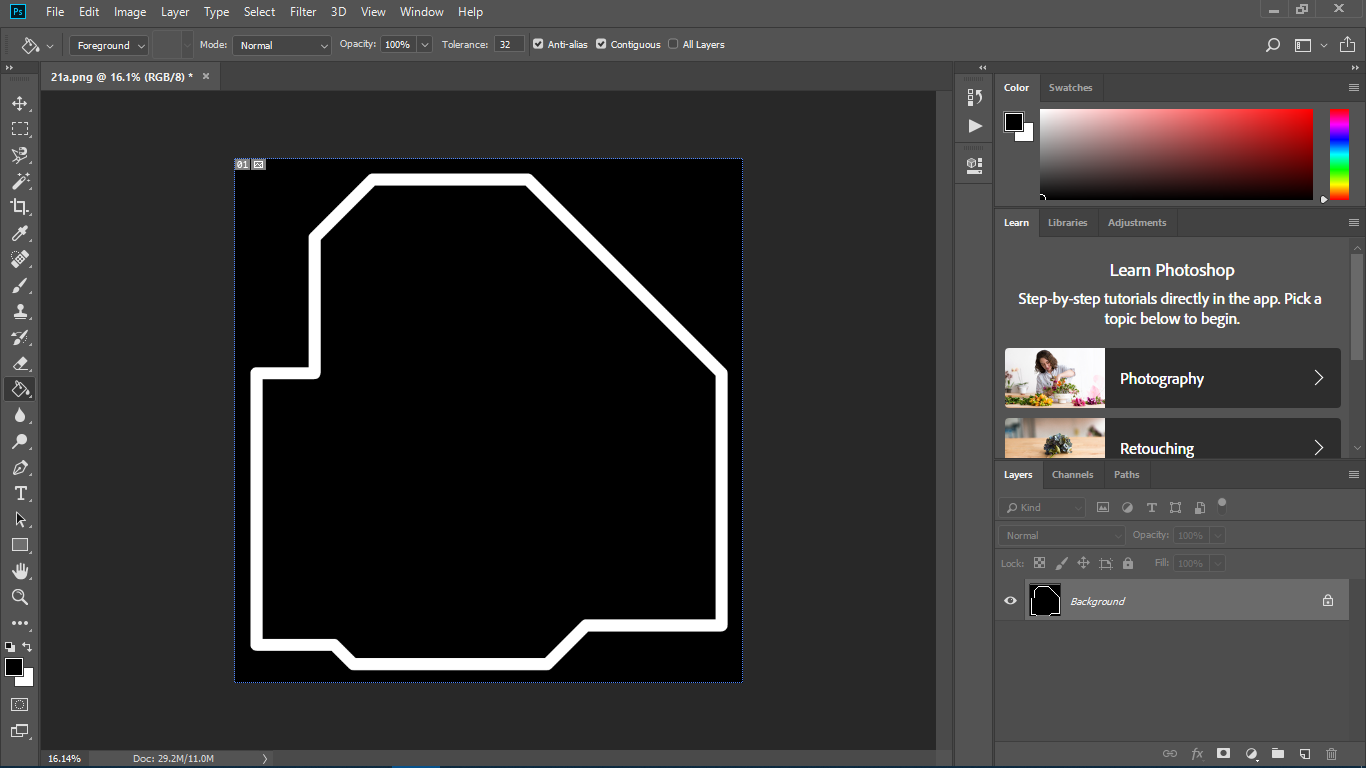 Ps File Edit Image Layer Type Select Filter 3D View Window Help
Foreground Mode: Normal Opacity: 100% Tolerance: 32 Anti-alias Contiguous All Layers
21a.png @ 16.1% (RGB/8) * ×
01
Color Swatches
Learn Libraries Adjustments
Learn Photoshop
Step-by-step tutorials directly in the app. Pick a
topic below to begin.
Photography
Retouching
Layers Channels Paths
Kind
Normal Opacity: 100%
Lock: Fill: 100%
Background
fx
16.14% Doc: 29.2M/11.0M